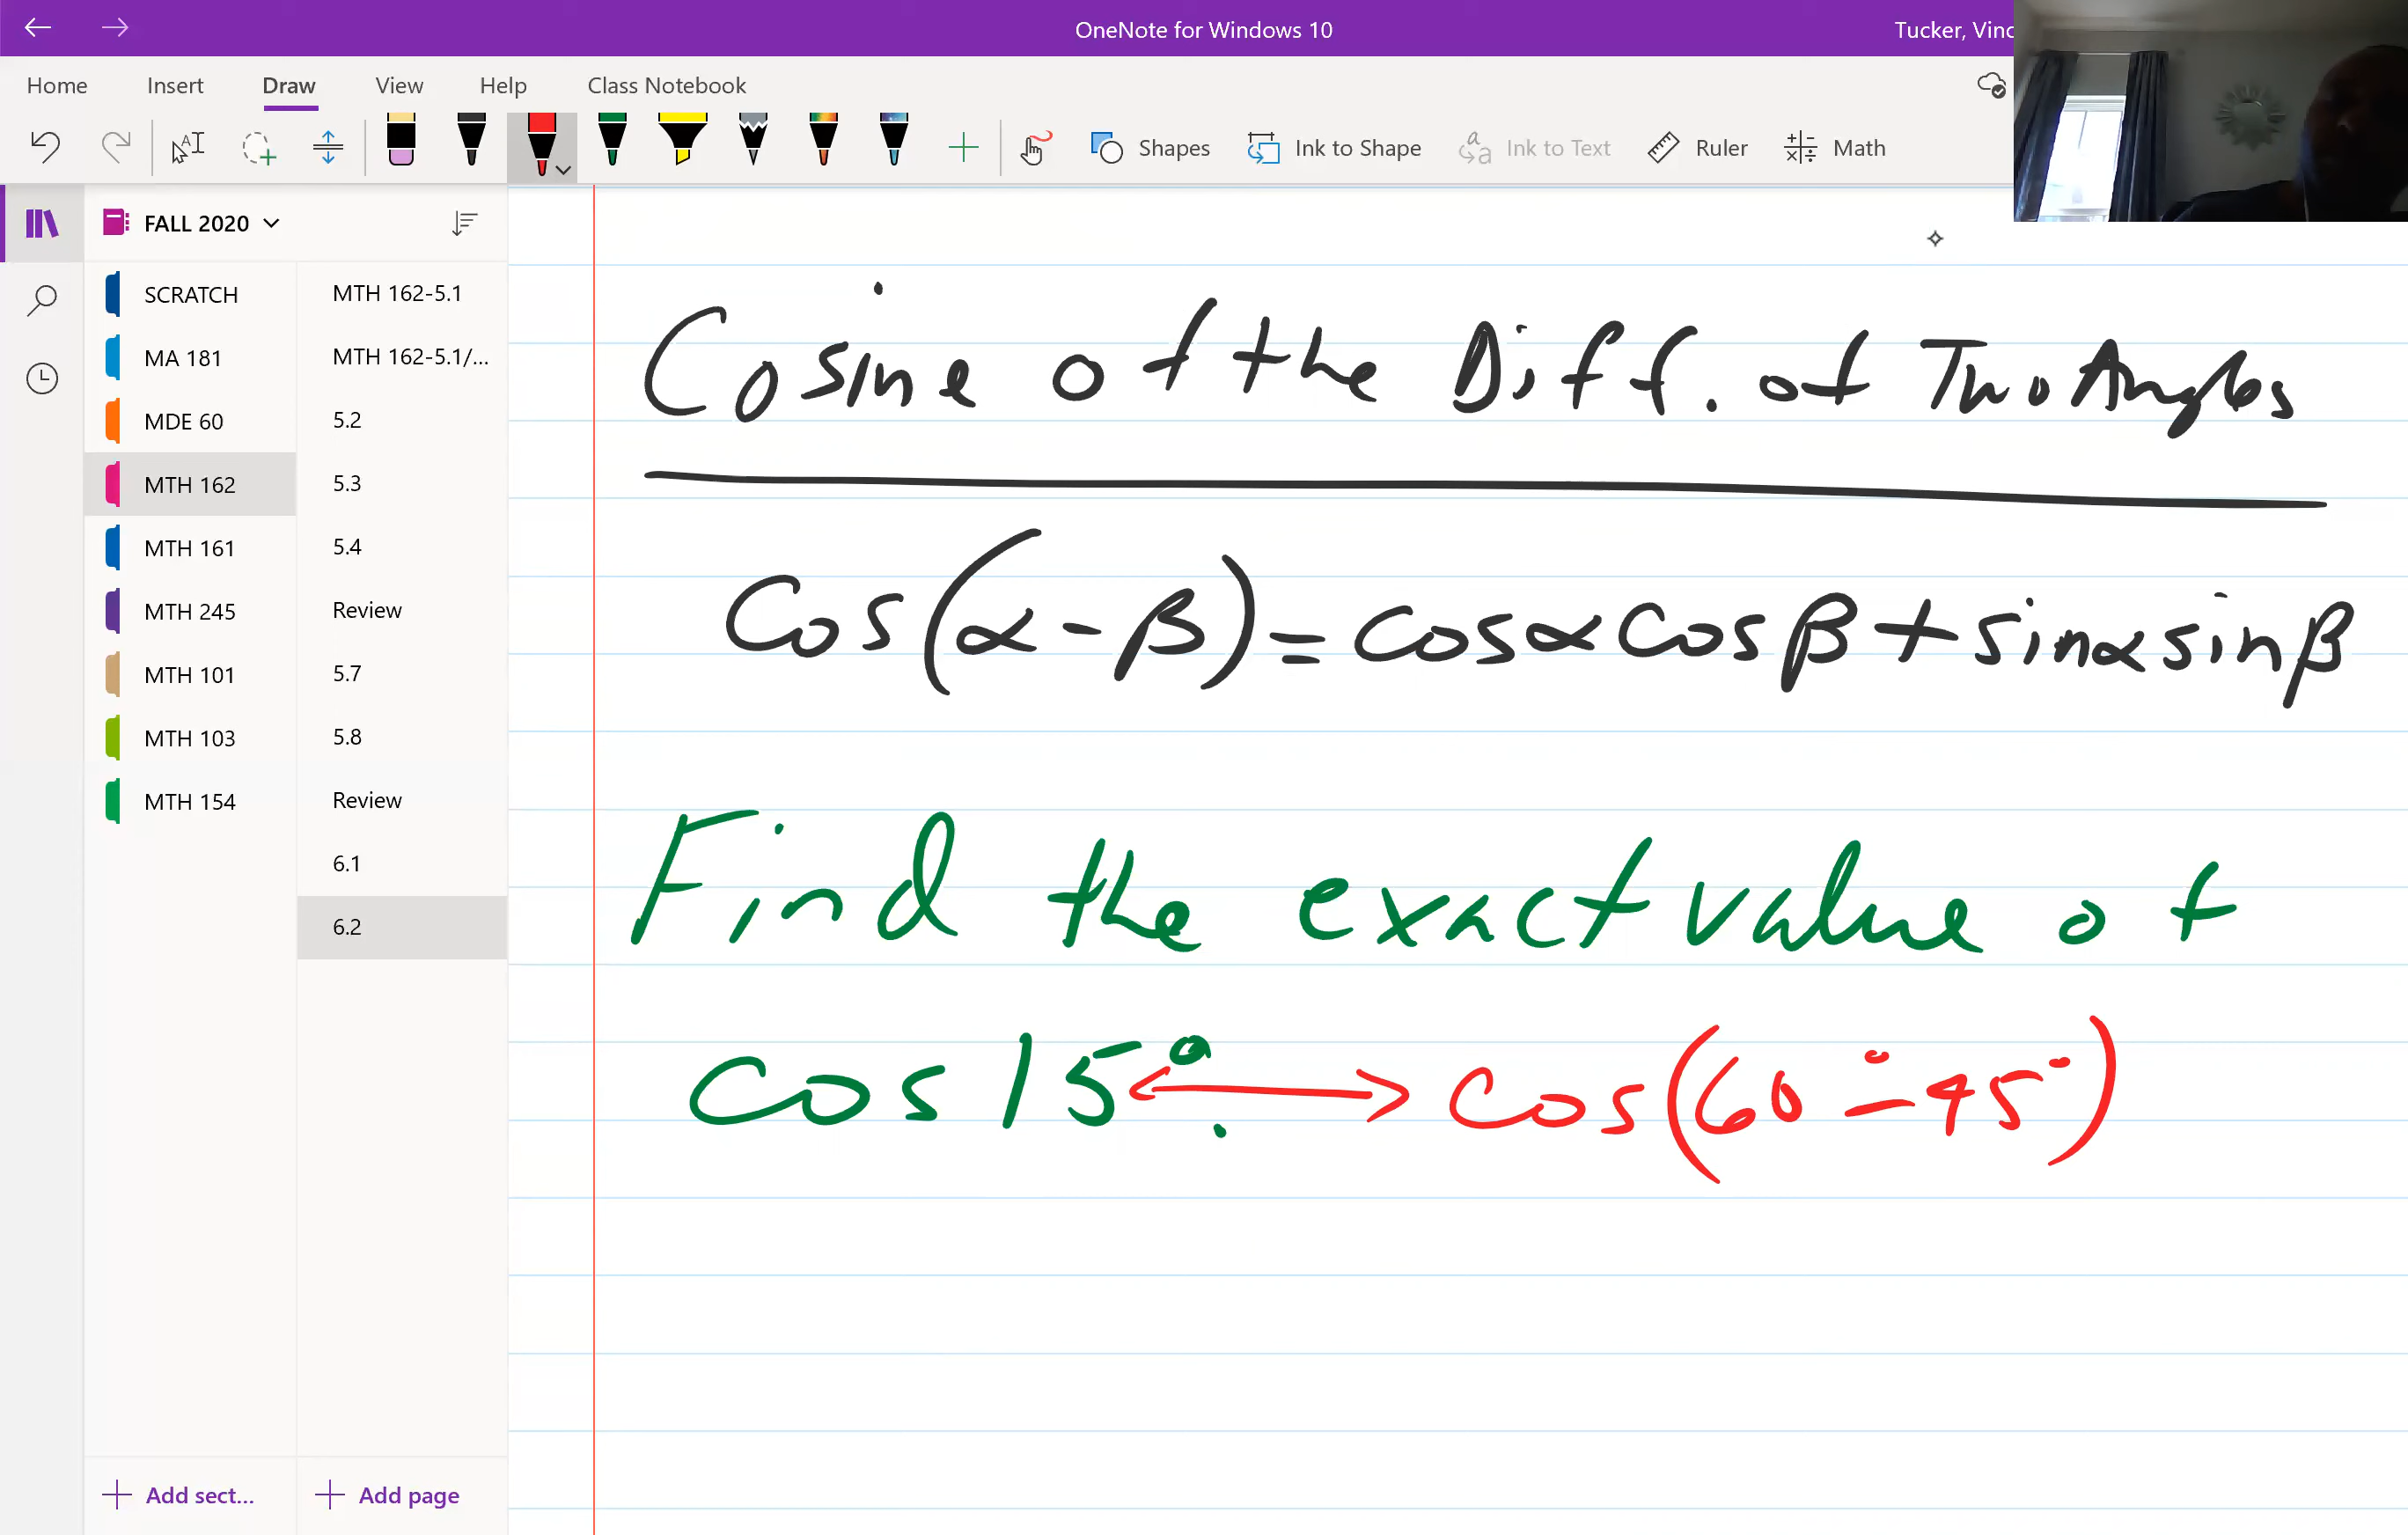 OneNote for Windows 10
Tucker, Vinc
Home Insert Draw View Help Class Notebook
Shapes Ink to Shape Ink to Text Ruler Math
FALL 2020
SCRATCH
MA 181
MDE 60
MTH 162
MTH 161
MTH 245
MTH 101
MTH 103
MTH 154
Add sect...
MTH 162-5.1
MTH 162-5.1/...
5.2
5.3
5.4
Review
5.7
5.8
Review
6.1
6.2
Add page
Cosine of the Diff. of Two Angles
Cos(α-β)=cosαcosβ+sinαsinβ
Find the exact value of
cos 15°. ↔ cos(60°-45°)